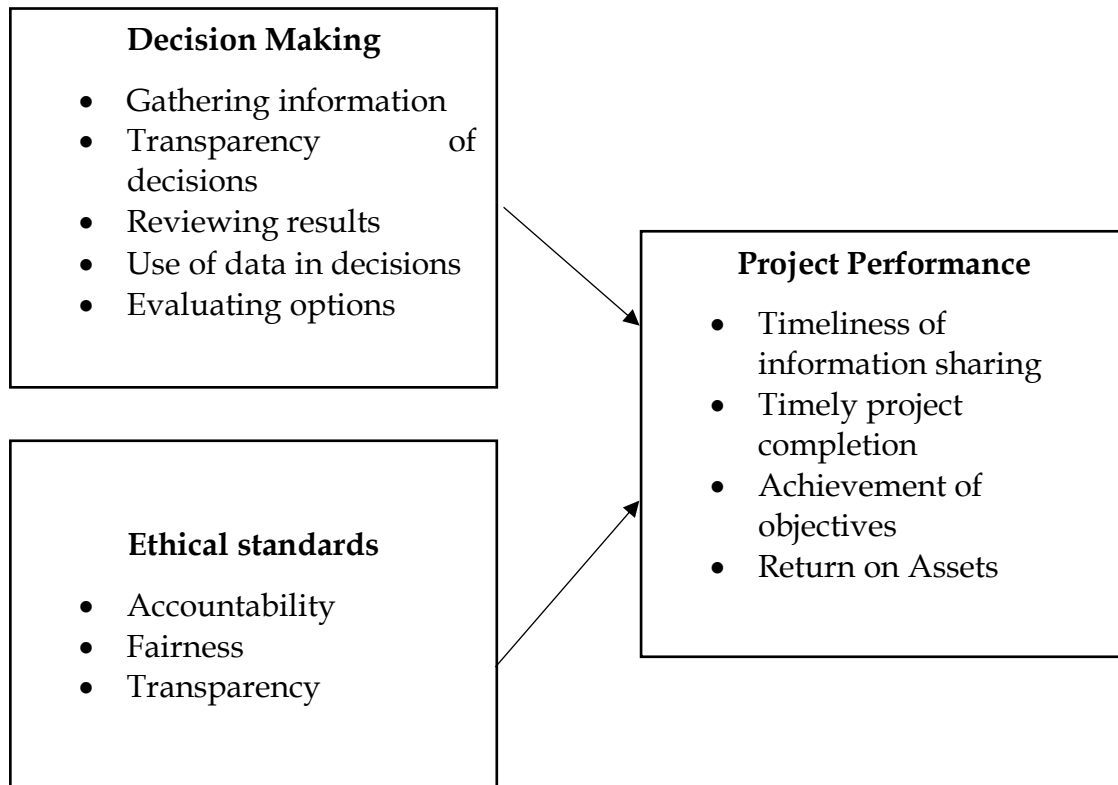 Decision Making
• Gathering information
• Transparency of
decisions
• Reviewing results
• Use of data in decisions
• Evaluating options
Ethical standards
• Accountability
• Fairness
• Transparency
Project Performance
• Timeliness of
information sharing
• Timely project
completion
• Achievement of
objectives
• Return on Assets